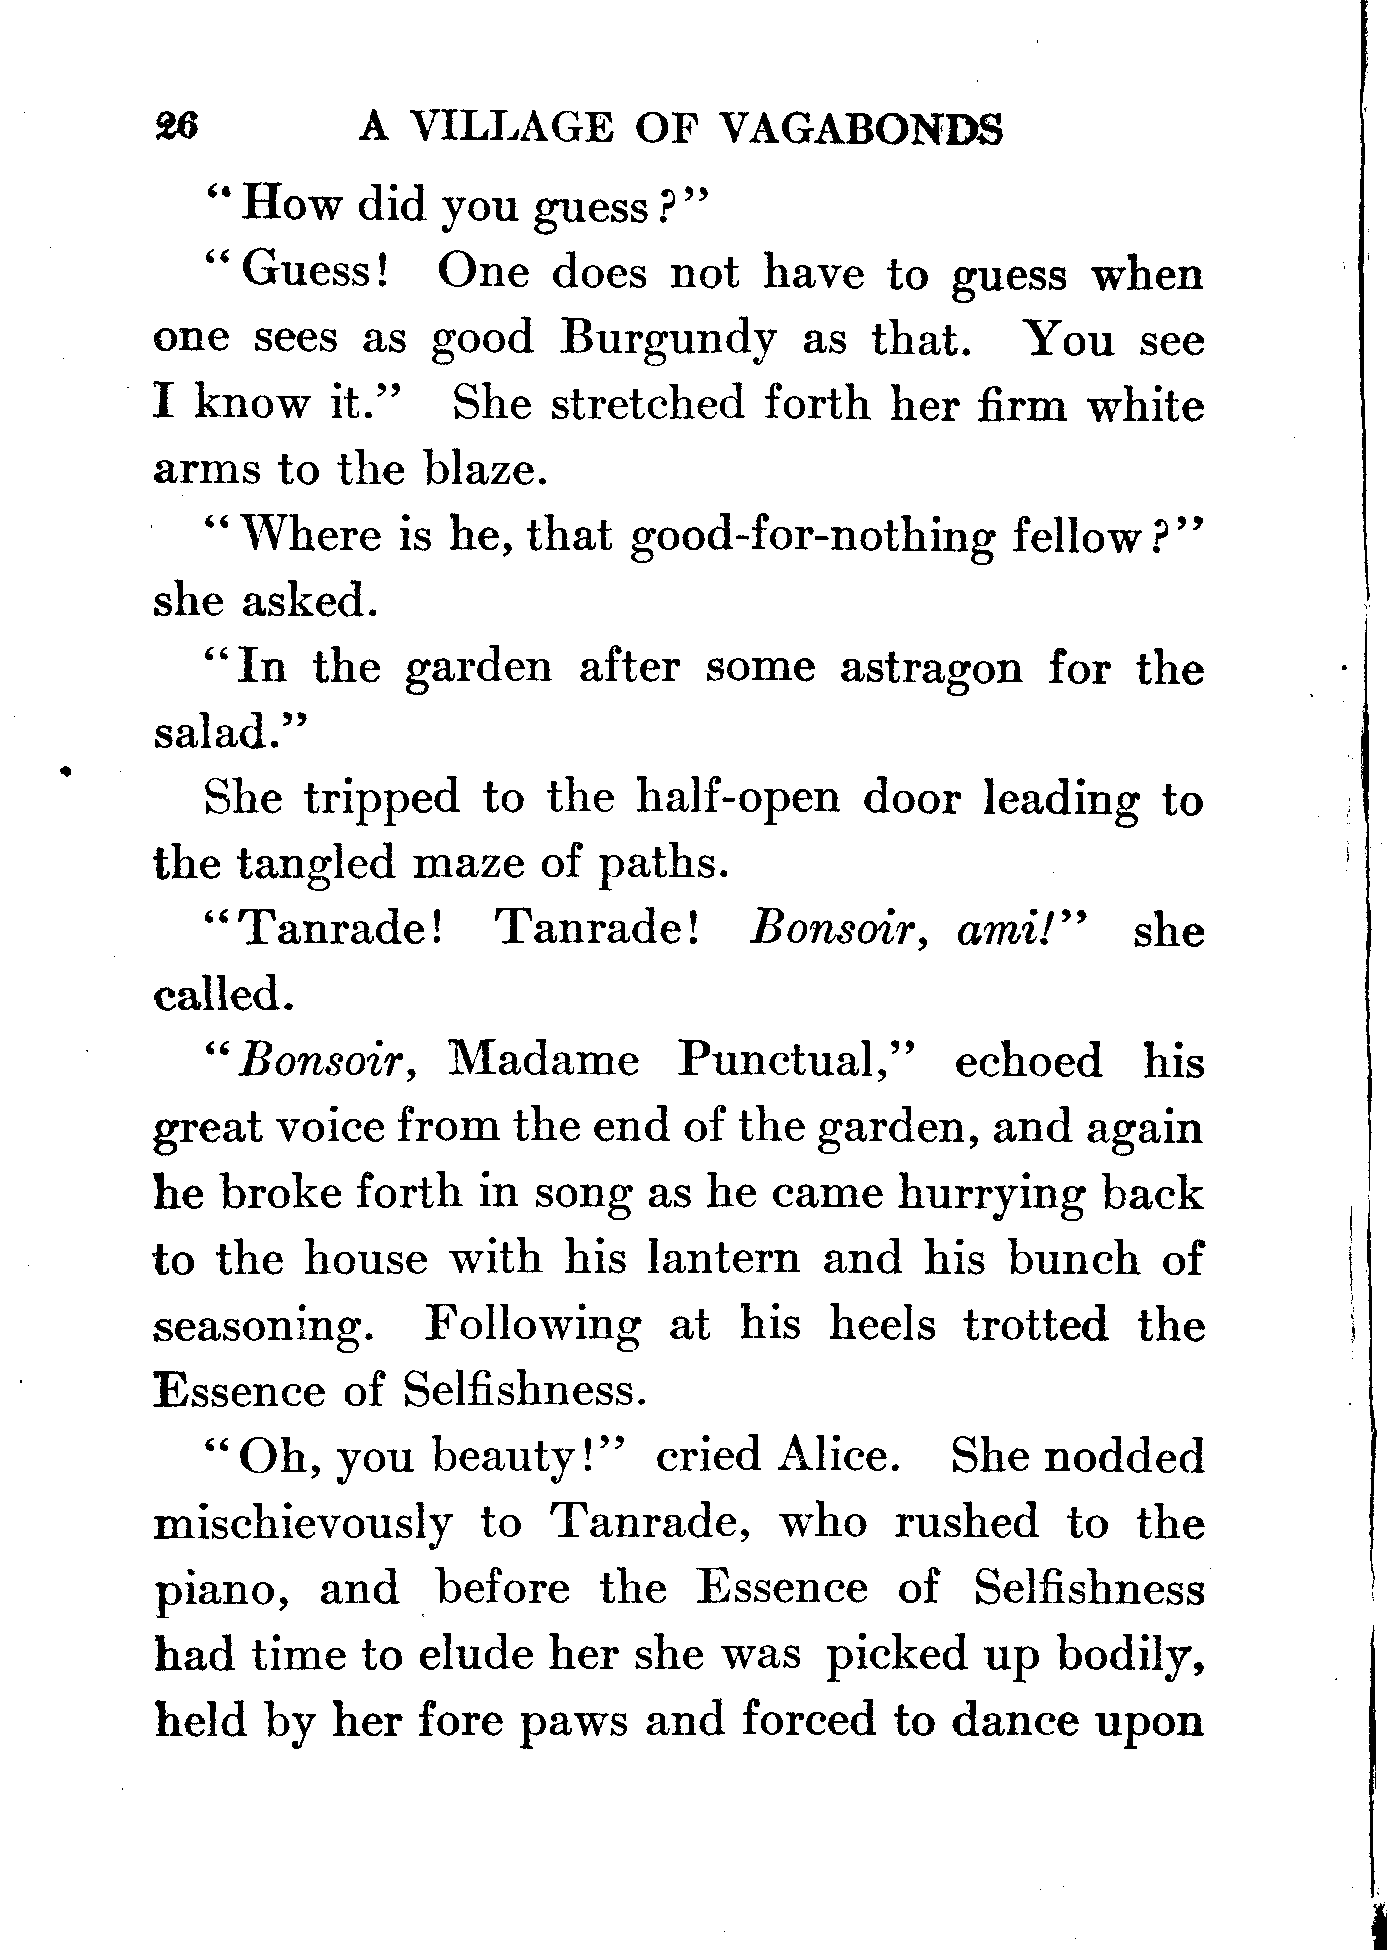 26 A VILLAGE OF VAGABONDS
"How did you guess?"
"Guess! One does not have to guess when
one sees as good Burgundy as that. You see
I know it." She stretched forth her firm white
arms to the blaze.
"Where is he, that good-for-nothing fellow?"
she asked.
"In the garden after some astragon for the
salad."
She tripped to the half-open door leading to
the tangled maze of paths.
"Tanrade! Tanrade! Bonsoir, ami!" she
called.
"Bonsoir, Madame Punctual," echoed his
great voice from the end of the garden, and again
he broke forth in song as he came hurrying back
to the house with his lantern and his bunch of
seasoning. Following at his heels trotted the
Essence of Selfishness.
"Oh, you beauty!" cried Alice. She nodded
mischievously to Tanrade, who rushed to the
piano, and before the Essence of Selfishness
had time to elude her she was picked up bodily,
held by her fore paws and forced to dance upon